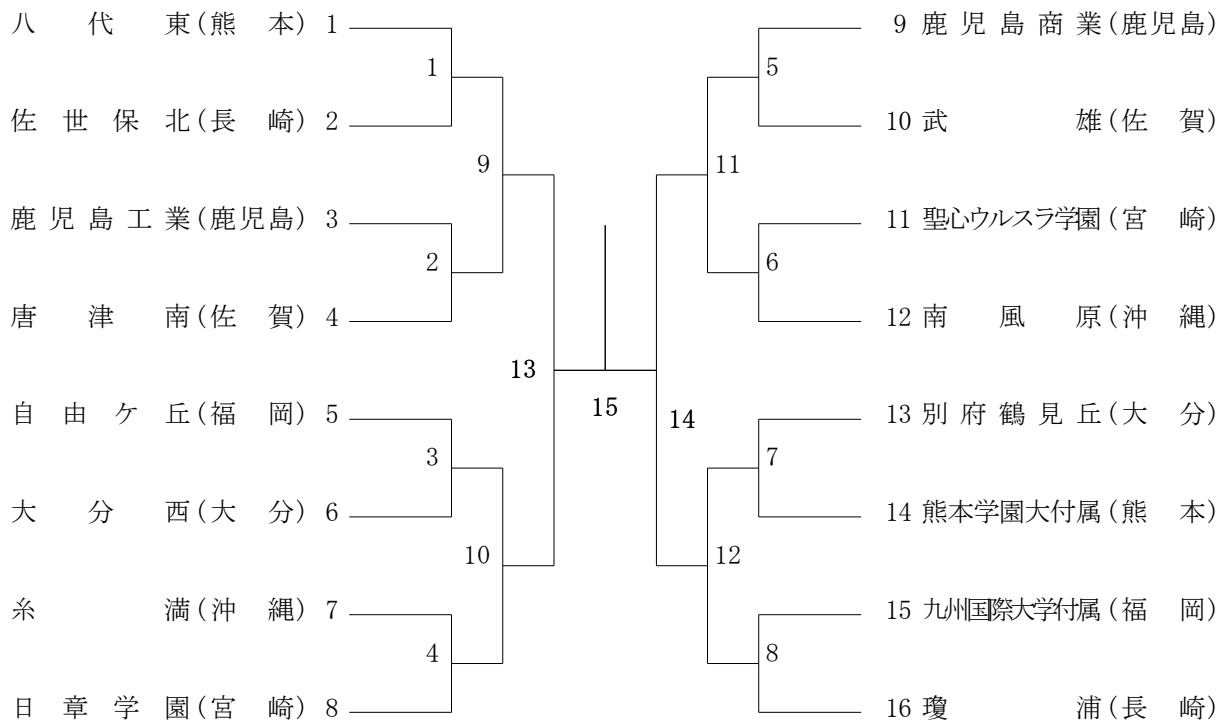 八代東(熊本) 1
1
佐世保北(長崎) 2
9
鹿児島工業(鹿児島) 3
2
唐津南(佐賀) 4
13
自由ケ丘(福岡) 5
3
大分西(大分) 6
10
糸満(沖縄) 7
4
日章学園(宮崎) 8
15
9 鹿児島商業(鹿児島)
5
10 武雄(佐賀)
11
11 聖心ウルスラ学園(宮崎)
6
12 南風原(沖縄)
14
13 別府鶴見丘(大分)
7
14 熊本学園大付属(熊本)
12
15 九州国際大学付属(福岡)
8
16 瓊浦(長崎)